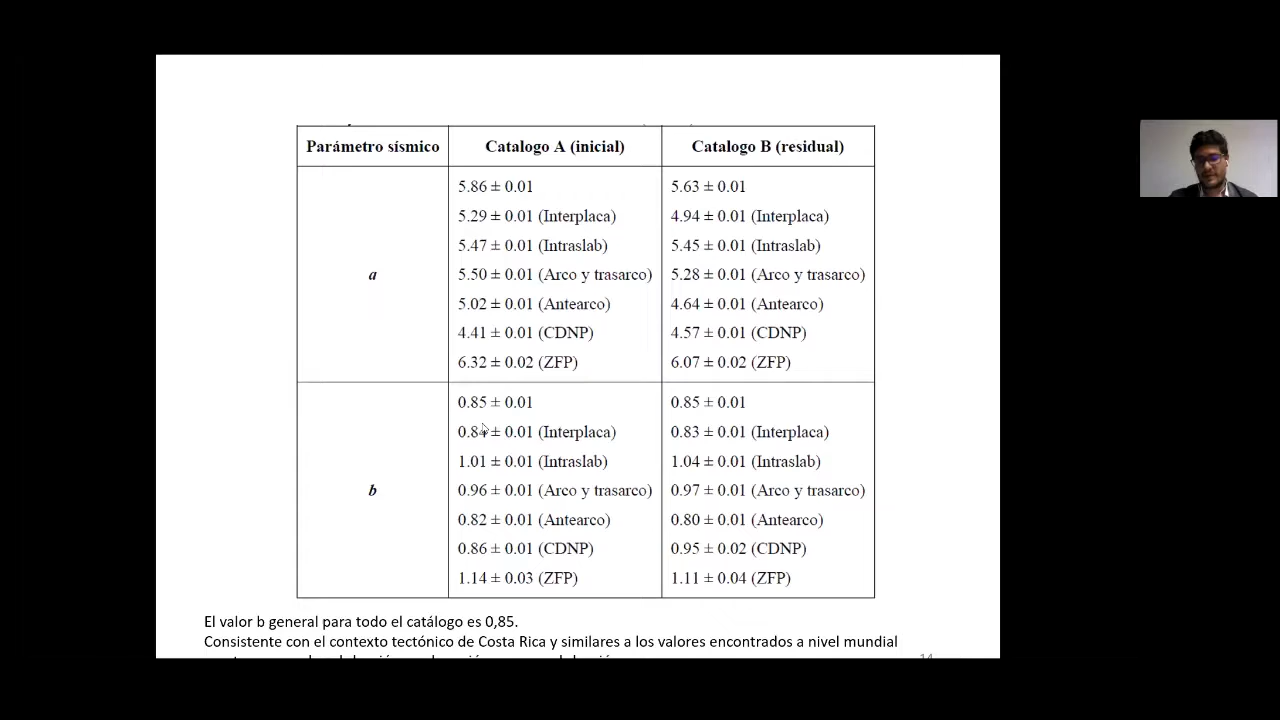 Parámetro sísmico Catalogo A (inicial) Catalogo B (residual)
5.86 ± 0.01 5.63 ± 0.01
5.29 ± 0.01 (Interplaca) 4.94 ± 0.01 (Interplaca)
5.47 ± 0.01 (Intraslab) 5.45 ± 0.01 (Intraslab)
a 5.50 ± 0.01 (Arco y trasarco) 5.28 ± 0.01 (Arco y trasarco)
5.02 ± 0.01 (Antearco) 4.64 ± 0.01 (Antearco)
4.41 ± 0.01 (CDNP) 4.57 ± 0.01 (CDNP)
6.32 ± 0.02 (ZFP) 6.07 ± 0.02 (ZFP)
0.85 ± 0.01 0.85 ± 0.01
0.84 ± 0.01 (Interplaca) 0.83 ± 0.01 (Interplaca)
1.01 ± 0.01 (Intraslab) 1.04 ± 0.01 (Intraslab)
b 0.96 ± 0.01 (Arco y trasarco) 0.97 ± 0.01 (Arco y trasarco)
0.82 ± 0.01 (Antearco) 0.80 ± 0.01 (Antearco)
0.86 ± 0.01 (CDNP) 0.95 ± 0.02 (CDNP)
1.14 ± 0.03 (ZFP) 1.11 ± 0.04 (ZFP)
El valor b general para todo el catálogo es 0,85.
Consistente con el contexto tectónico de Costa Rica y similares a los valores encontrados a nivel mundial
14